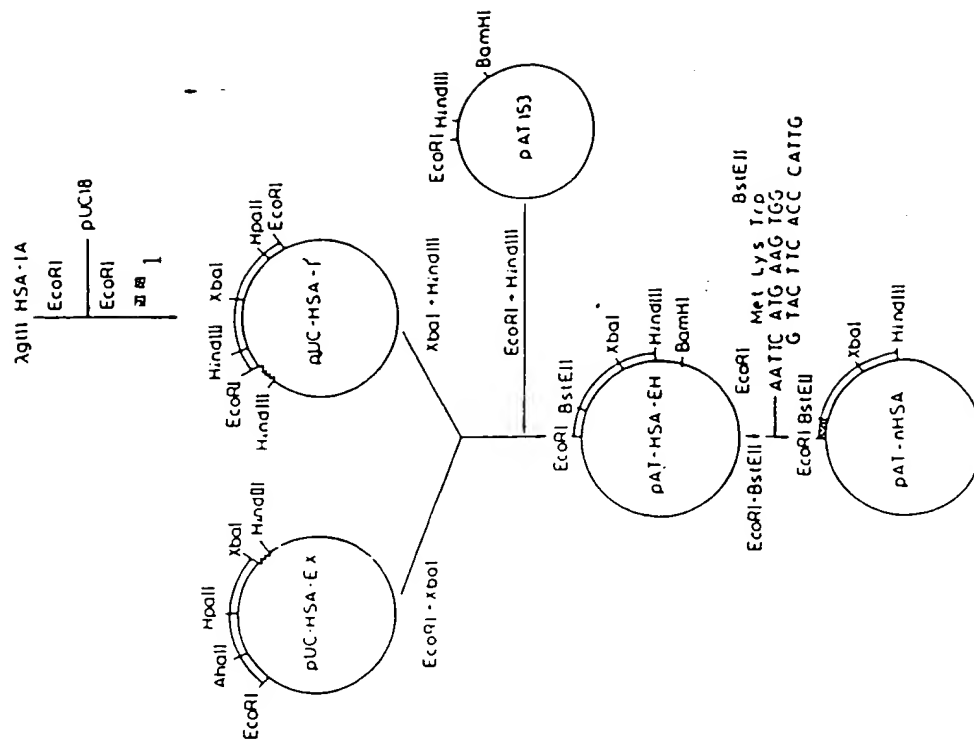 λgt11 HSA-IA
EcoRI
pUC18
EcoRI
HindIII
XbaI
HpaII
EcoRI
EcoRI
HindIII
pUC-HSA-I
XbaI + HindIII
AhaII
HpaII
XbaI
HindIII
EcoRI
pUC-HSA-EX
EcoRI + XbaI
EcoRI
HindIII
BamHI
pAT153
EcoRI + HindIII
EcoRI
BstEII
XbaI
HindIII
BamHI
pAT-HSA-EH
EcoRI + BstEII
EcoRI
Met Lys Trp
BstEII
AATTC ATG AAG TGG
G TAC TTC ACC CATTG
EcoRI
BstEII
XbaI
HindIII
pAT-nHSA